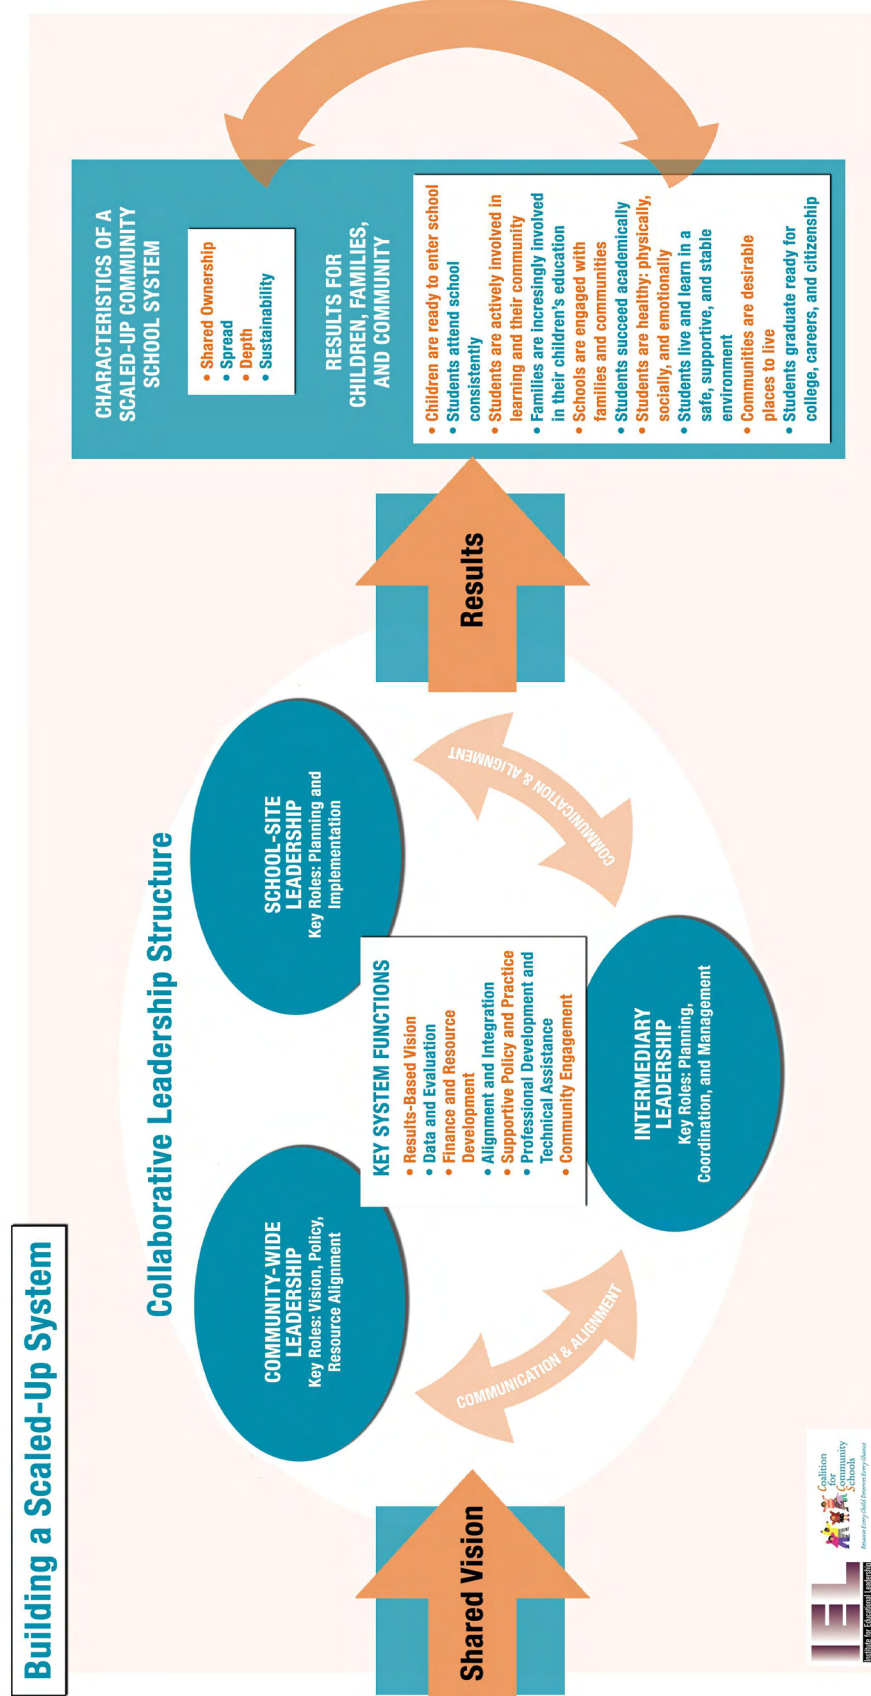 Building a Scaled-Up System
Shared Vision
Collaborative Leadership Structure
COMMUNITY-WIDE
LEADERSHIP
Key Roles: Vision, Policy,
Resource Alignment
SCHOOL-SITE
LEADERSHIP
Key Roles: Planning and
Implementation
KEY SYSTEM FUNCTIONS
• Results-Based Vision
• Data and Evaluation
• Finance and Resource
Development
• Alignment and Integration
• Supportive Policy and Practice
• Professional Development and
Technical Assistance
• Community Engagement
INTERMEDIARY
LEADERSHIP
Key Roles: Planning,
Coordination, and Management
COMMUNICATION & ALIGNMENT
COMMUNICATION & ALIGNMENT
Results
CHARACTERISTICS OF A
SCALED-UP COMMUNITY
SCHOOL SYSTEM
• Shared Ownership
• Spread
• Depth
• Sustainability
RESULTS FOR
CHILDREN, FAMILIES,
AND COMMUNITY
• Children are ready to enter school
• Students attend school
consistently
• Students are actively involved in
learning and their community
• Families are incresingly involved
in their children's education
• Schools are engaged with
families and communities
• Students succeed academically
• Students are healthy: physically,
socially, and emotionally
• Students live and learn in a
safe, supportive, and stable
environment
• Communities are desirable
places to live
• Students graduate ready for
college, careers, and citizenship
IEL
Institute for Educational Leadership
Coalition
for
Community
Schools
Because Every Child Deserves Every Chance